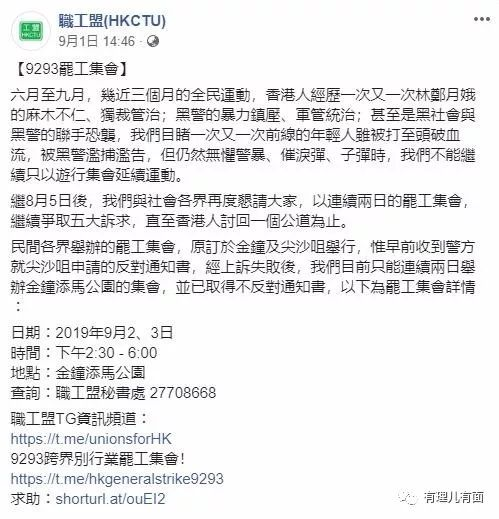 職工盟(HKCTU)
9月1日 14:46 ·
工盟
HKCTU
【9293罷工集會】
六月至九月，幾近三個月的全民運動，香港人經歷一次又一次林鄭月娥
的麻木不仁、獨裁管治；黑警的暴力鎮壓、軍管統治；甚至是黑社會與
黑警的聯手恐襲，我們目睹一次又一次前線的年輕人雖被打至頭破血
流，被黑警濫捕濫告，但仍然無懼警暴、催淚彈、子彈時，我們不能繼
續只以遊行集會延續運動。
繼8月5日後，我們與社會各界再度懇請大家，以連續兩日的罷工集會，
繼續爭取五大訴求，直至香港人討回一個公道為止。
民間各界舉辦的罷工集會，原訂於金鐘及尖沙咀舉行，惟早前收到警方
就尖沙咀申請的反對通知書，經上訴失敗後，我們目前只能連續兩日舉
辦金鐘添馬公園的集會，並已取得不反對通知書，以下為罷工集會詳情
：
日期：2019年9月2、3日
時間：下午2:30 - 6:00
地點：金鐘添馬公園
查詢：職工盟秘書處 27708668
職工盟TG資訊頻道：
https://t.me/unionsforHK
9293跨界別行業罷工集會！
https://t.me/hkgeneralstrike9293
求助：shorturl.at/ouEI2
有理儿有面